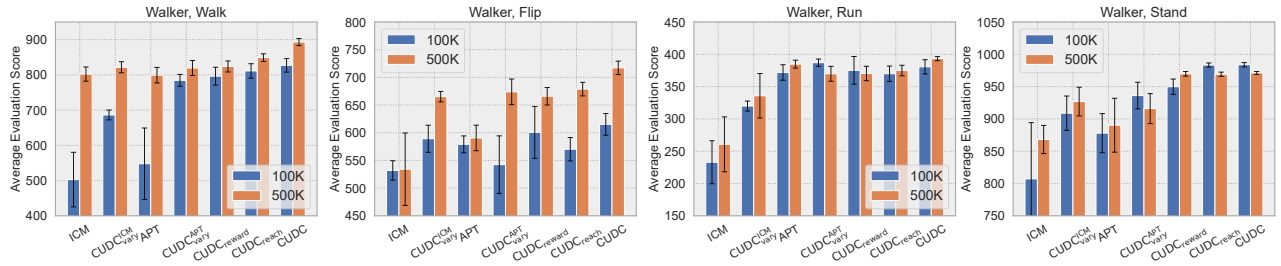 Walker, Walk
Average Evaluation Score
900
800
700
600
500
400
100K
500K
ICM
CUDC^ICM_vary
APT
CUDC^APT_vary
CUDC_reward
CUDC_reach
CUDC
Walker, Flip
Average Evaluation Score
800
750
700
650
600
550
500
450
100K
500K
ICM
CUDC^ICM_vary
APT
CUDC^APT_vary
CUDC_reward
CUDC_reach
CUDC
Walker, Run
Average Evaluation Score
450
400
350
300
250
200
150
100K
500K
ICM
CUDC^ICM_vary
APT
CUDC^APT_vary
CUDC_reward
CUDC_reach
CUDC
Walker, Stand
Average Evaluation Score
1050
1000
950
900
850
800
750
100K
500K
ICM
CUDC^ICM_vary
APT
CUDC^APT_vary
CUDC_reward
CUDC_reach
CUDC